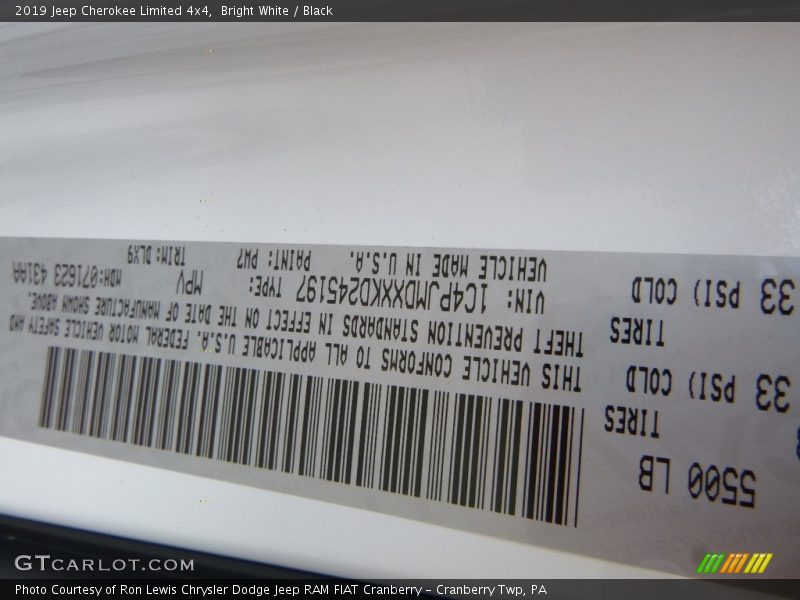 2019 Jeep Cherokee Limited 4x4, Bright White / Black
5500 LB
TIRES
33 PSI) COLD
TIRES
33 PSI) COLD
THIS VEHICLE CONFORMS TO ALL APPLICABLE U.S.A. FEDERAL MOTOR VEHICLE SAFETY AND
THEFT PREVENTION STANDARDS IN EFFECT ON THE DATE OF MANUFACTURE SHOWN ABOVE.
VIN: 1C4PJMDXXKD245197 TYPE: MPV MDH:071623 431AA
VEHICLE MADE IN U.S.A. PAINT: PW7 TRIM: DLX9
GTCARLOT.COM
Photo Courtesy of Ron Lewis Chrysler Dodge Jeep RAM FIAT Cranberry – Cranberry Twp, PA